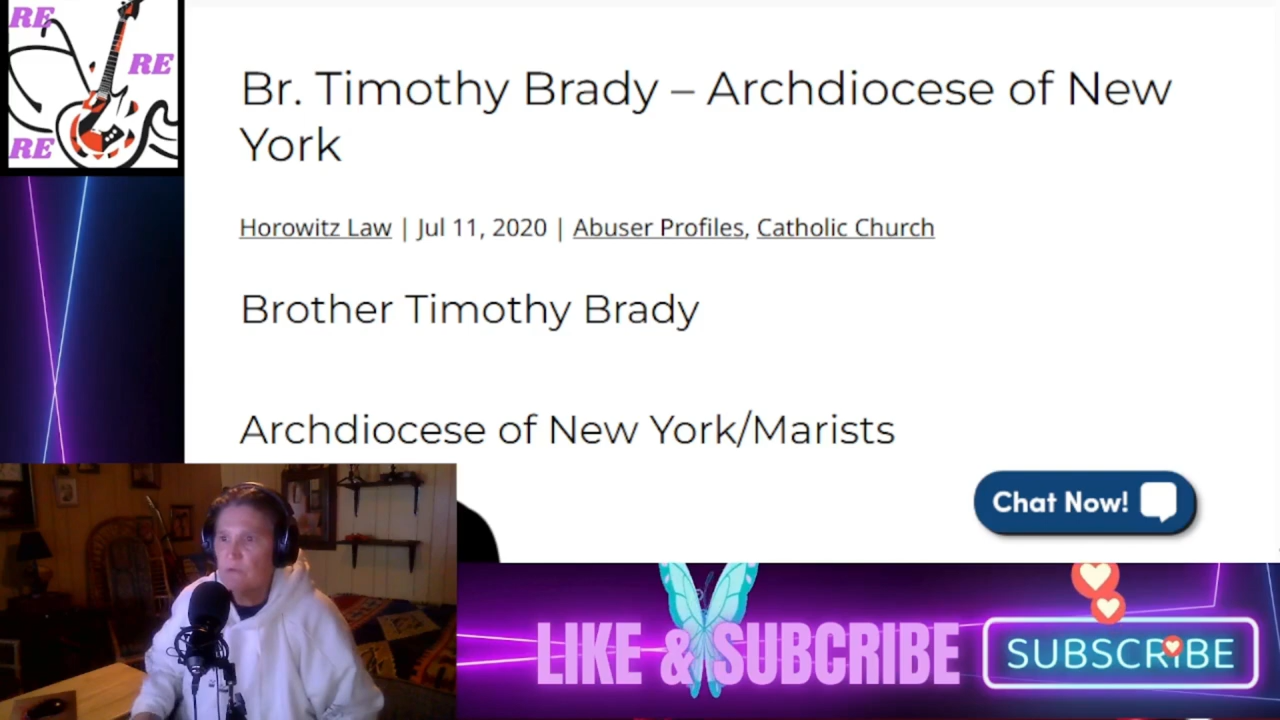 RE
RE
RE
Br. Timothy Brady – Archdiocese of New
York
Horowitz Law | Jul 11, 2020 | Abuser Profiles, Catholic Church
Brother Timothy Brady
Archdiocese of New York/Marists
Chat Now!
LIKE & SUBCRIBE
SUBSCRIBE